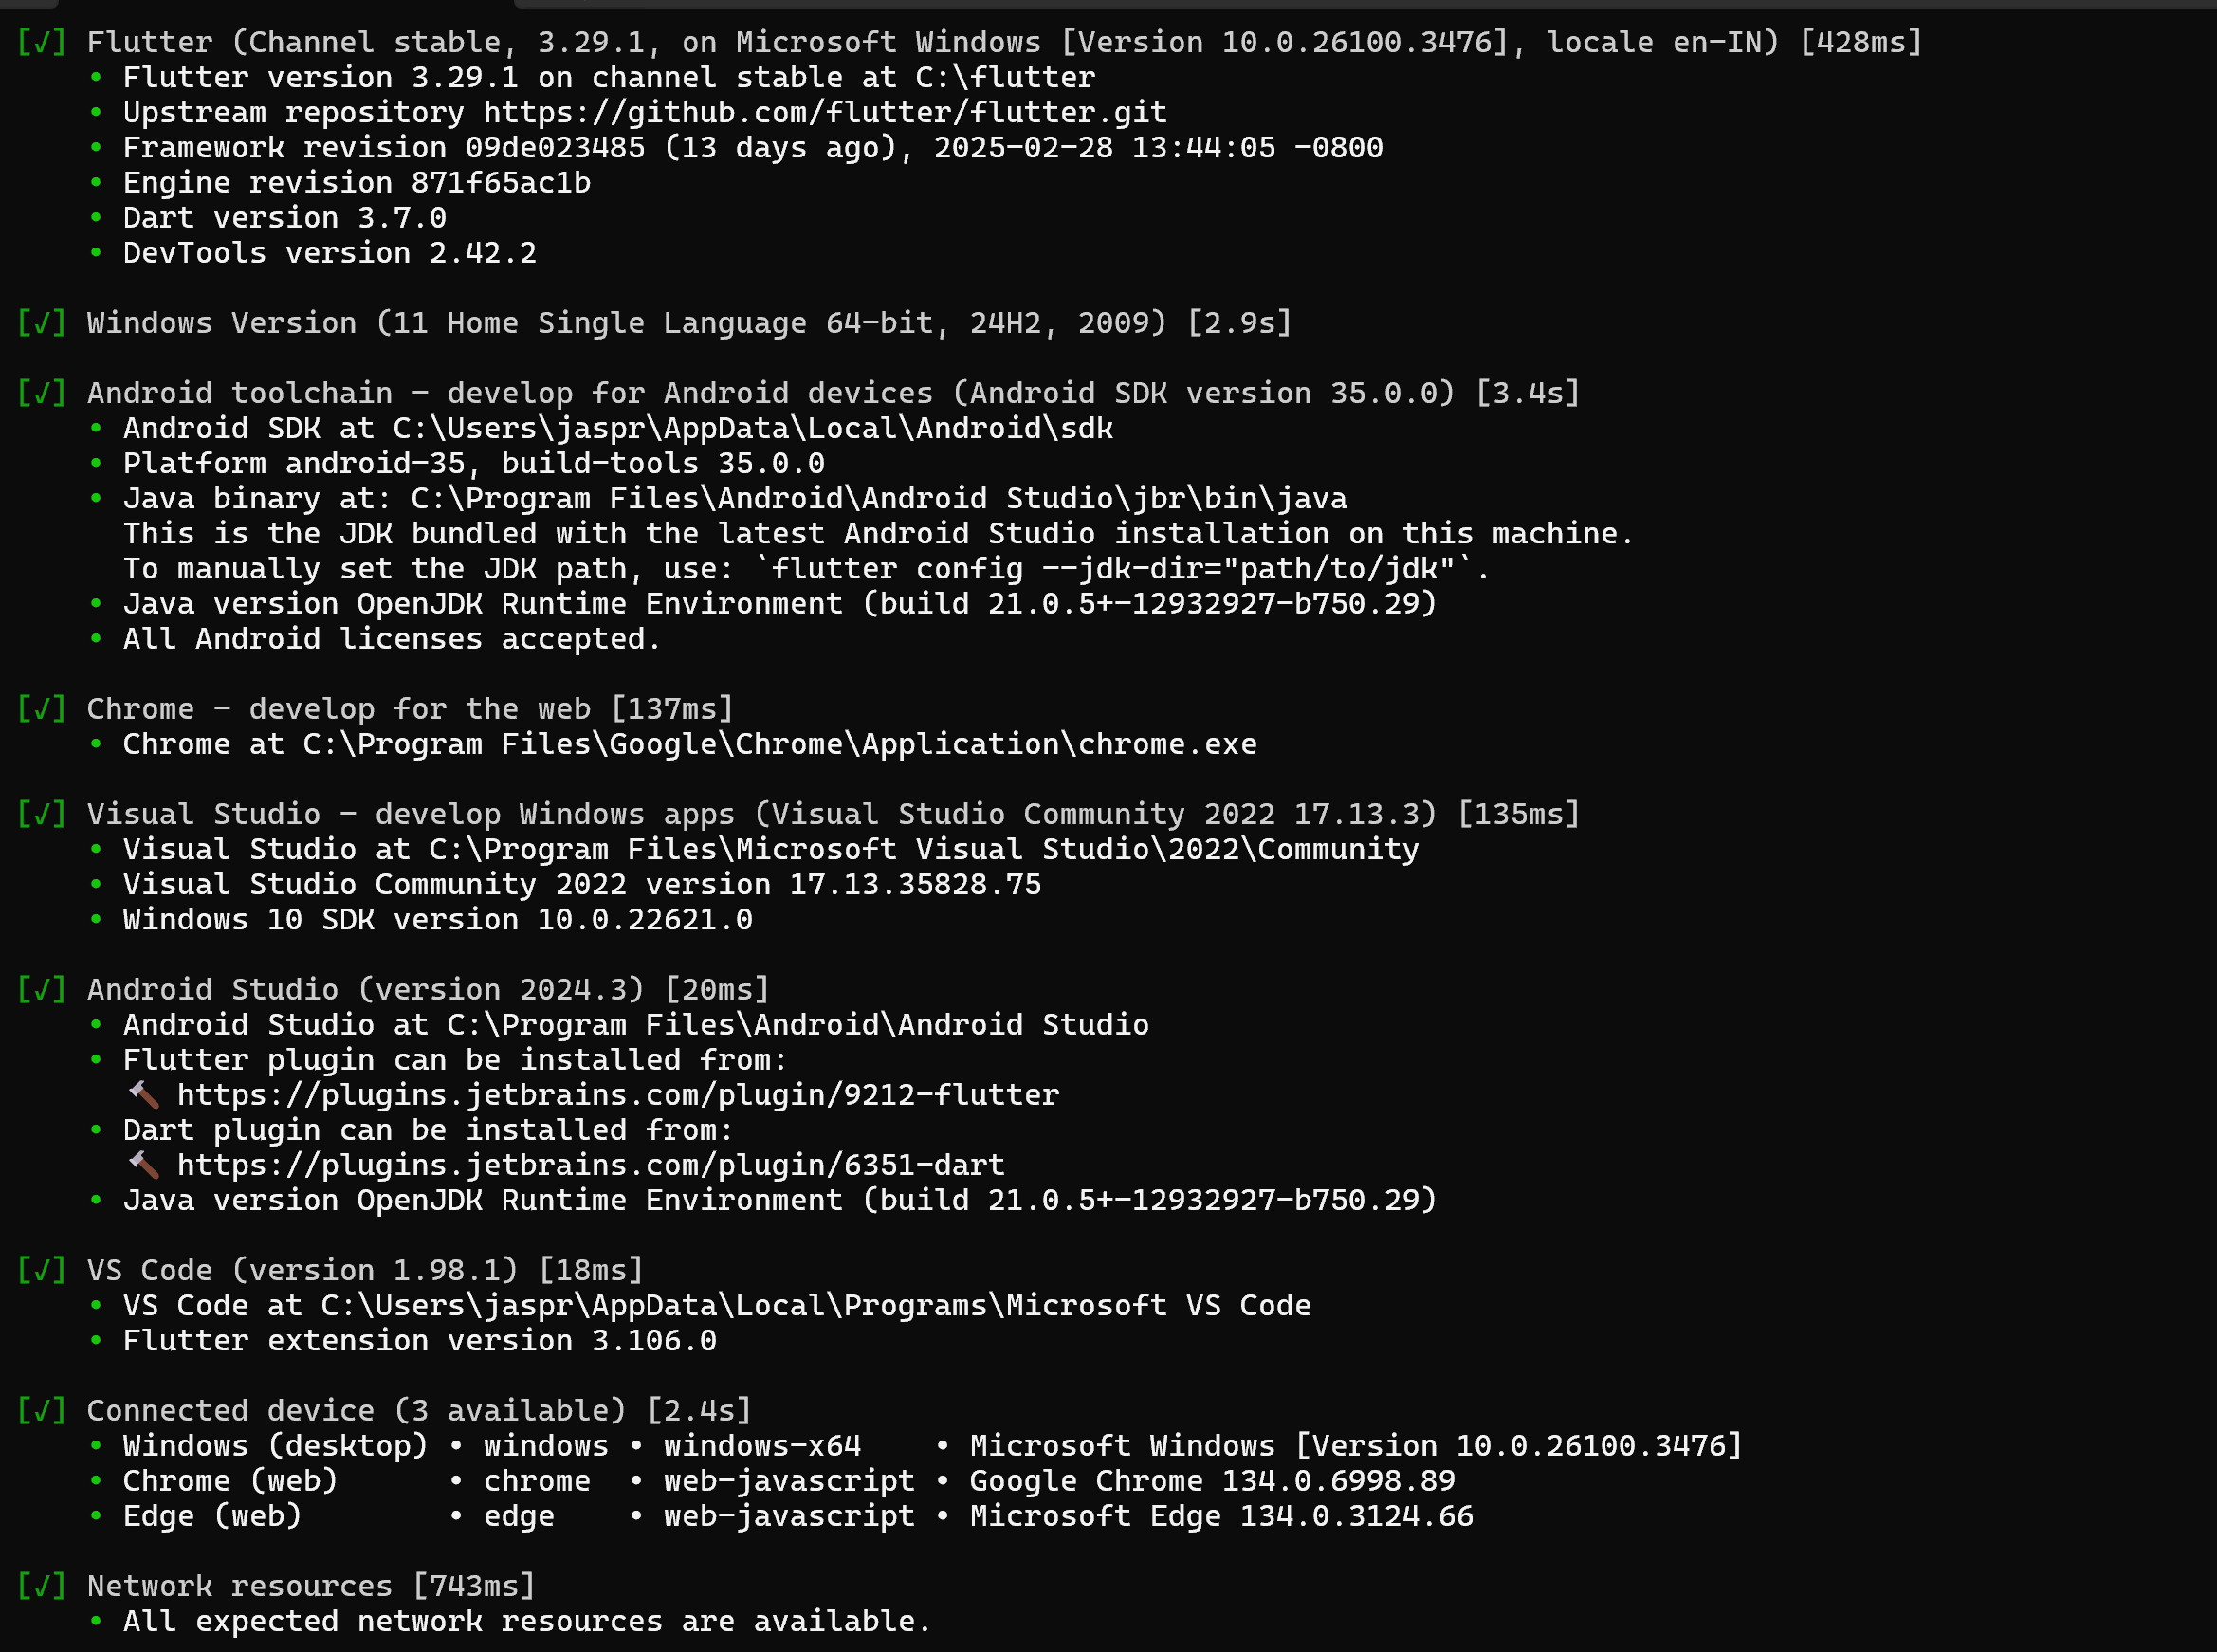 [√] Flutter (Channel stable, 3.29.1, on Microsoft Windows [Version 10.0.26100.3476], locale en-IN) [428ms]
    • Flutter version 3.29.1 on channel stable at C:\flutter
    • Upstream repository https://github.com/flutter/flutter.git
    • Framework revision 09de023485 (13 days ago), 2025-02-28 13:44:05 -0800
    • Engine revision 871f65ac1b
    • Dart version 3.7.0
    • DevTools version 2.42.2

[√] Windows Version (11 Home Single Language 64-bit, 24H2, 2009) [2.9s]

[√] Android toolchain - develop for Android devices (Android SDK version 35.0.0) [3.4s]
    • Android SDK at C:\Users\jaspr\AppData\Local\Android\sdk
    • Platform android-35, build-tools 35.0.0
    • Java binary at: C:\Program Files\Android\Android Studio\jbr\bin\java
      This is the JDK bundled with the latest Android Studio installation on this machine.
      To manually set the JDK path, use: `flutter config --jdk-dir="path/to/jdk"`.
    • Java version OpenJDK Runtime Environment (build 21.0.5+-12932927-b750.29)
    • All Android licenses accepted.

[√] Chrome - develop for the web [137ms]
    • Chrome at C:\Program Files\Google\Chrome\Application\chrome.exe

[√] Visual Studio - develop Windows apps (Visual Studio Community 2022 17.13.3) [135ms]
    • Visual Studio at C:\Program Files\Microsoft Visual Studio\2022\Community
    • Visual Studio Community 2022 version 17.13.35828.75
    • Windows 10 SDK version 10.0.22621.0

[√] Android Studio (version 2024.3) [20ms]
    • Android Studio at C:\Program Files\Android\Android Studio
    • Flutter plugin can be installed from:
      🔨 https://plugins.jetbrains.com/plugin/9212-flutter
    • Dart plugin can be installed from:
      🔨 https://plugins.jetbrains.com/plugin/6351-dart
    • Java version OpenJDK Runtime Environment (build 21.0.5+-12932927-b750.29)

[√] VS Code (version 1.98.1) [18ms]
    • VS Code at C:\Users\jaspr\AppData\Local\Programs\Microsoft VS Code
    • Flutter extension version 3.106.0

[√] Connected device (3 available) [2.4s]
    • Windows (desktop) • windows • windows-x64    • Microsoft Windows [Version 10.0.26100.3476]
    • Chrome (web)      • chrome  • web-javascript • Google Chrome 134.0.6998.89
    • Edge (web)        • edge    • web-javascript • Microsoft Edge 134.0.3124.66

[√] Network resources [743ms]
    • All expected network resources are available.